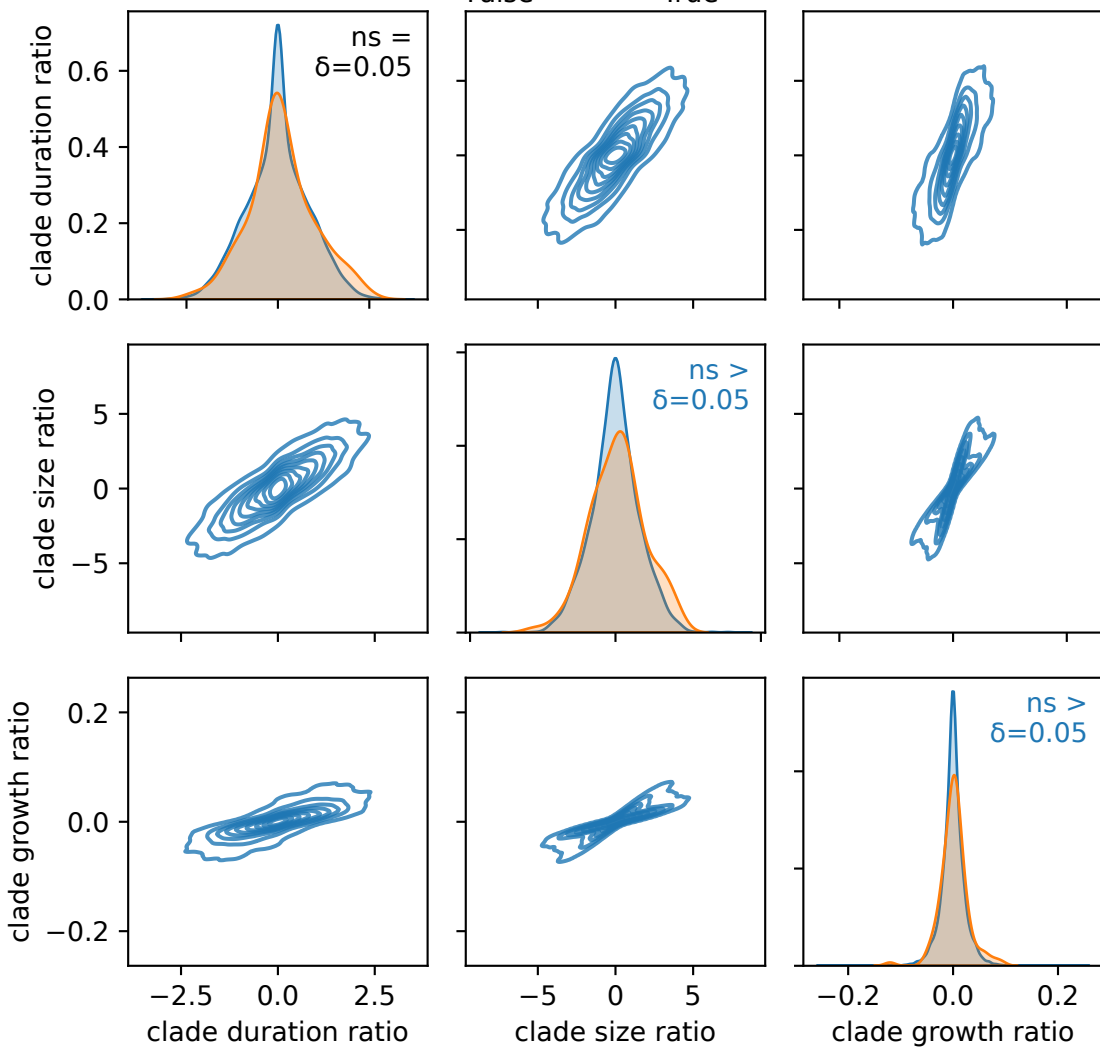 clade duration ratio
0.6
0.4
0.2
0.0
ns =
δ=0.05
clade size ratio
5
0
−5
ns >
δ=0.05
clade growth ratio
0.2
0.0
−0.2
ns >
δ=0.05
−2.5 0.0 2.5
−5 0 5
−0.2 0.0 0.2
clade duration ratio
clade size ratio
clade growth ratio